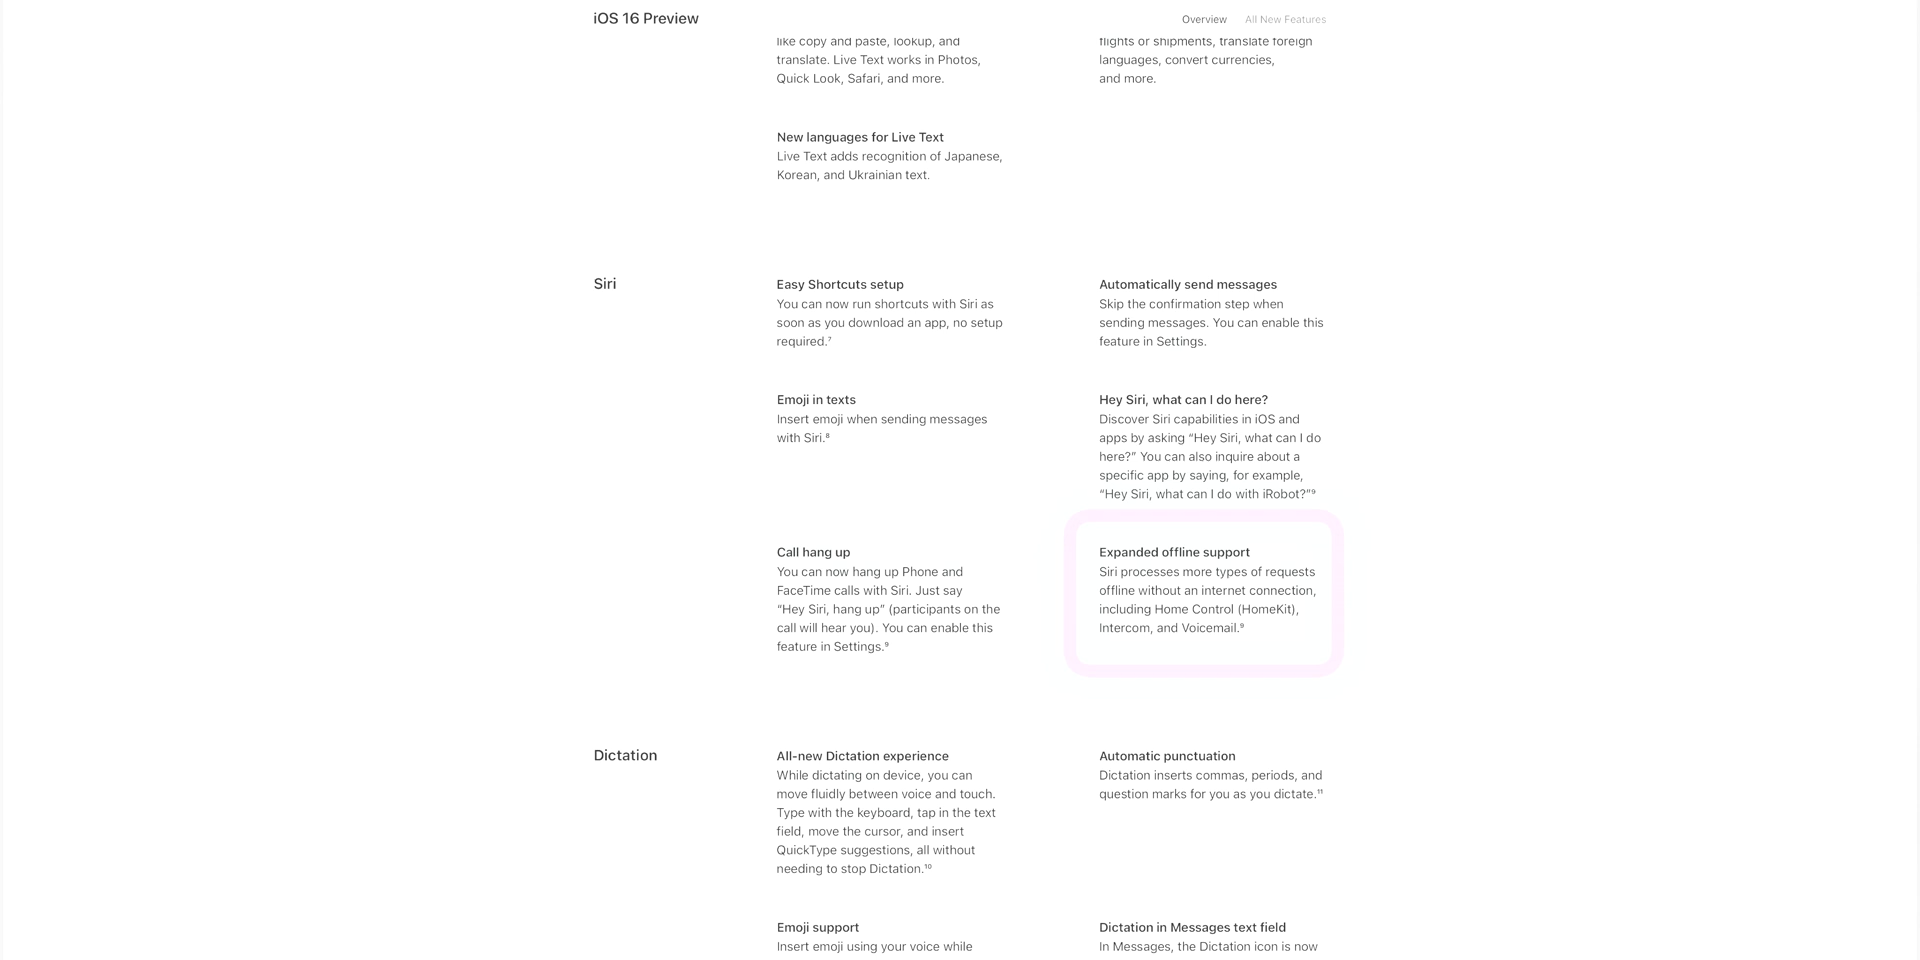 iOS 16 Preview
Overview
All New Features
like copy and paste, lookup, and
translate. Live Text works in Photos,
Quick Look, Safari, and more.
flights or shipments, translate foreign
languages, convert currencies,
and more.
New languages for Live Text
Live Text adds recognition of Japanese,
Korean, and Ukrainian text.
Siri
Easy Shortcuts setup
You can now run shortcuts with Siri as
soon as you download an app, no setup
required.⁷
Automatically send messages
Skip the confirmation step when
sending messages. You can enable this
feature in Settings.
Emoji in texts
Insert emoji when sending messages
with Siri.⁸
Hey Siri, what can I do here?
Discover Siri capabilities in iOS and
apps by asking “Hey Siri, what can I do
here?” You can also inquire about a
specific app by saying, for example,
“Hey Siri, what can I do with iRobot?”⁹
Call hang up
You can now hang up Phone and
FaceTime calls with Siri. Just say
“Hey Siri, hang up” (participants on the
call will hear you). You can enable this
feature in Settings.⁹
Expanded offline support
Siri processes more types of requests
offline without an internet connection,
including Home Control (HomeKit),
Intercom, and Voicemail.⁹
Dictation
All-new Dictation experience
While dictating on device, you can
move fluidly between voice and touch.
Type with the keyboard, tap in the text
field, move the cursor, and insert
QuickType suggestions, all without
needing to stop Dictation.¹⁰
Automatic punctuation
Dictation inserts commas, periods, and
question marks for you as you dictate.¹¹
Emoji support
Insert emoji using your voice while
Dictation in Messages text field
In Messages, the Dictation icon is now